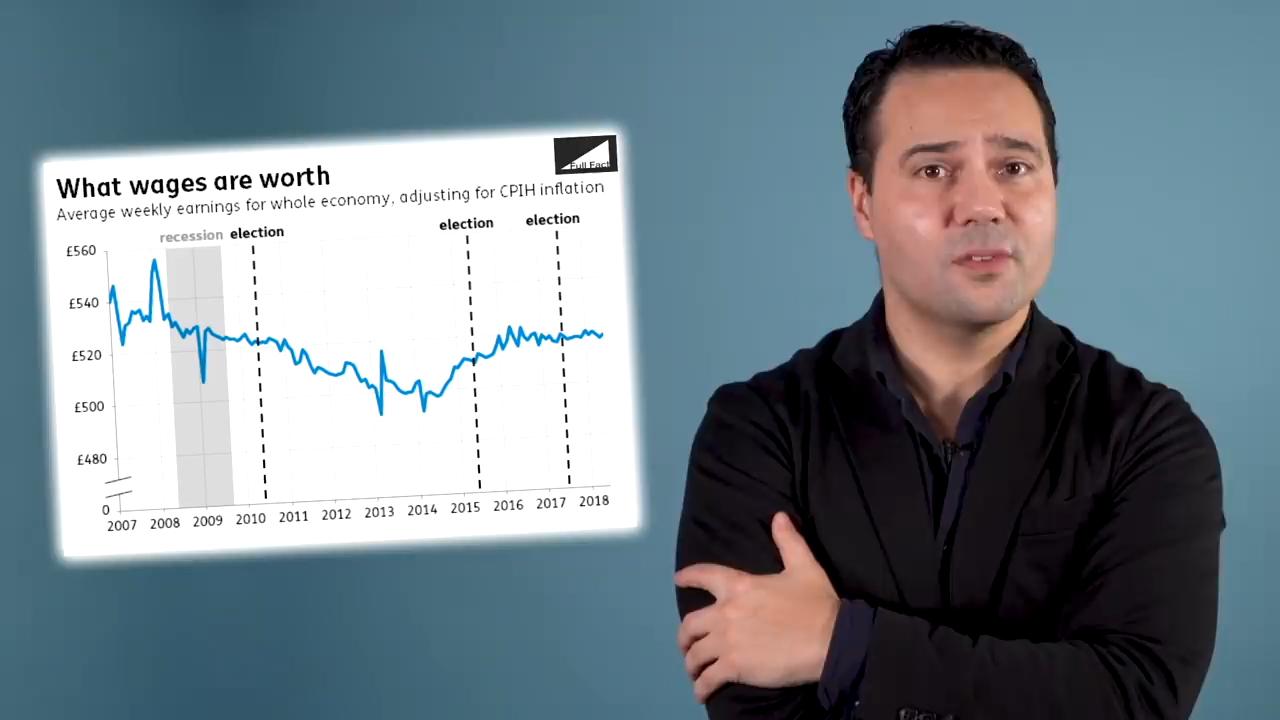 What wages are worth
Full Fact
Average weekly earnings for whole economy, adjusting for CPIH inflation
recession election election election
£560
£540
£520
£500
£480
0
2007 2008 2009 2010 2011 2012 2013 2014 2015 2016 2017 2018